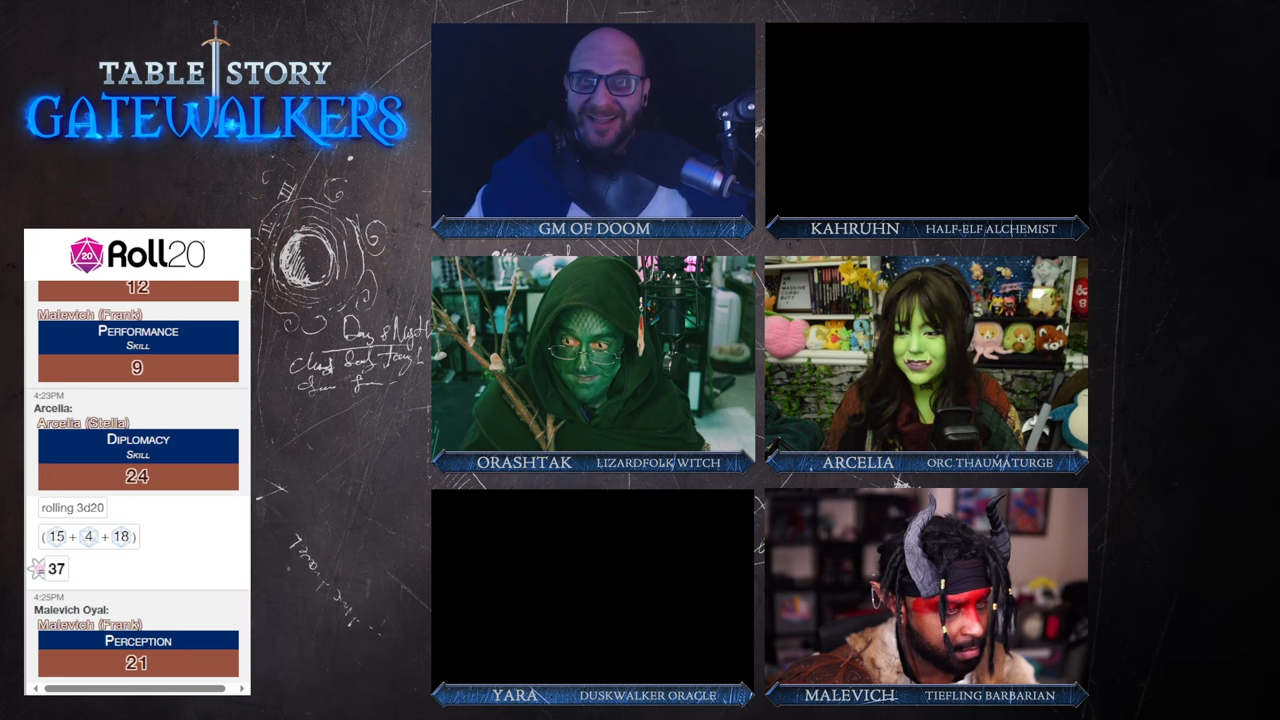 TABLE STORY
GATEWALKERS
Roll20
20
12
Malevich (Frank)
PERFORMANCE
SKILL
9
4:23PM
Arcelia:
Arcelia (Stella)
DIPLOMACY
SKILL
24
rolling 3d20
(15+4+18)
37
4:25PM
Malevich Oyal:
Malevich (Frank)
PERCEPTION
21
GM OF DOOM
KAHRUHN HALF-ELF ALCHEMIST
ORASHTAK LIZARDFOLK WITCH
ARCELIA ORC THAUMATURGE
YARA DUSKWALKER ORACLE
MALEVICH TIEFLING BARBARIAN